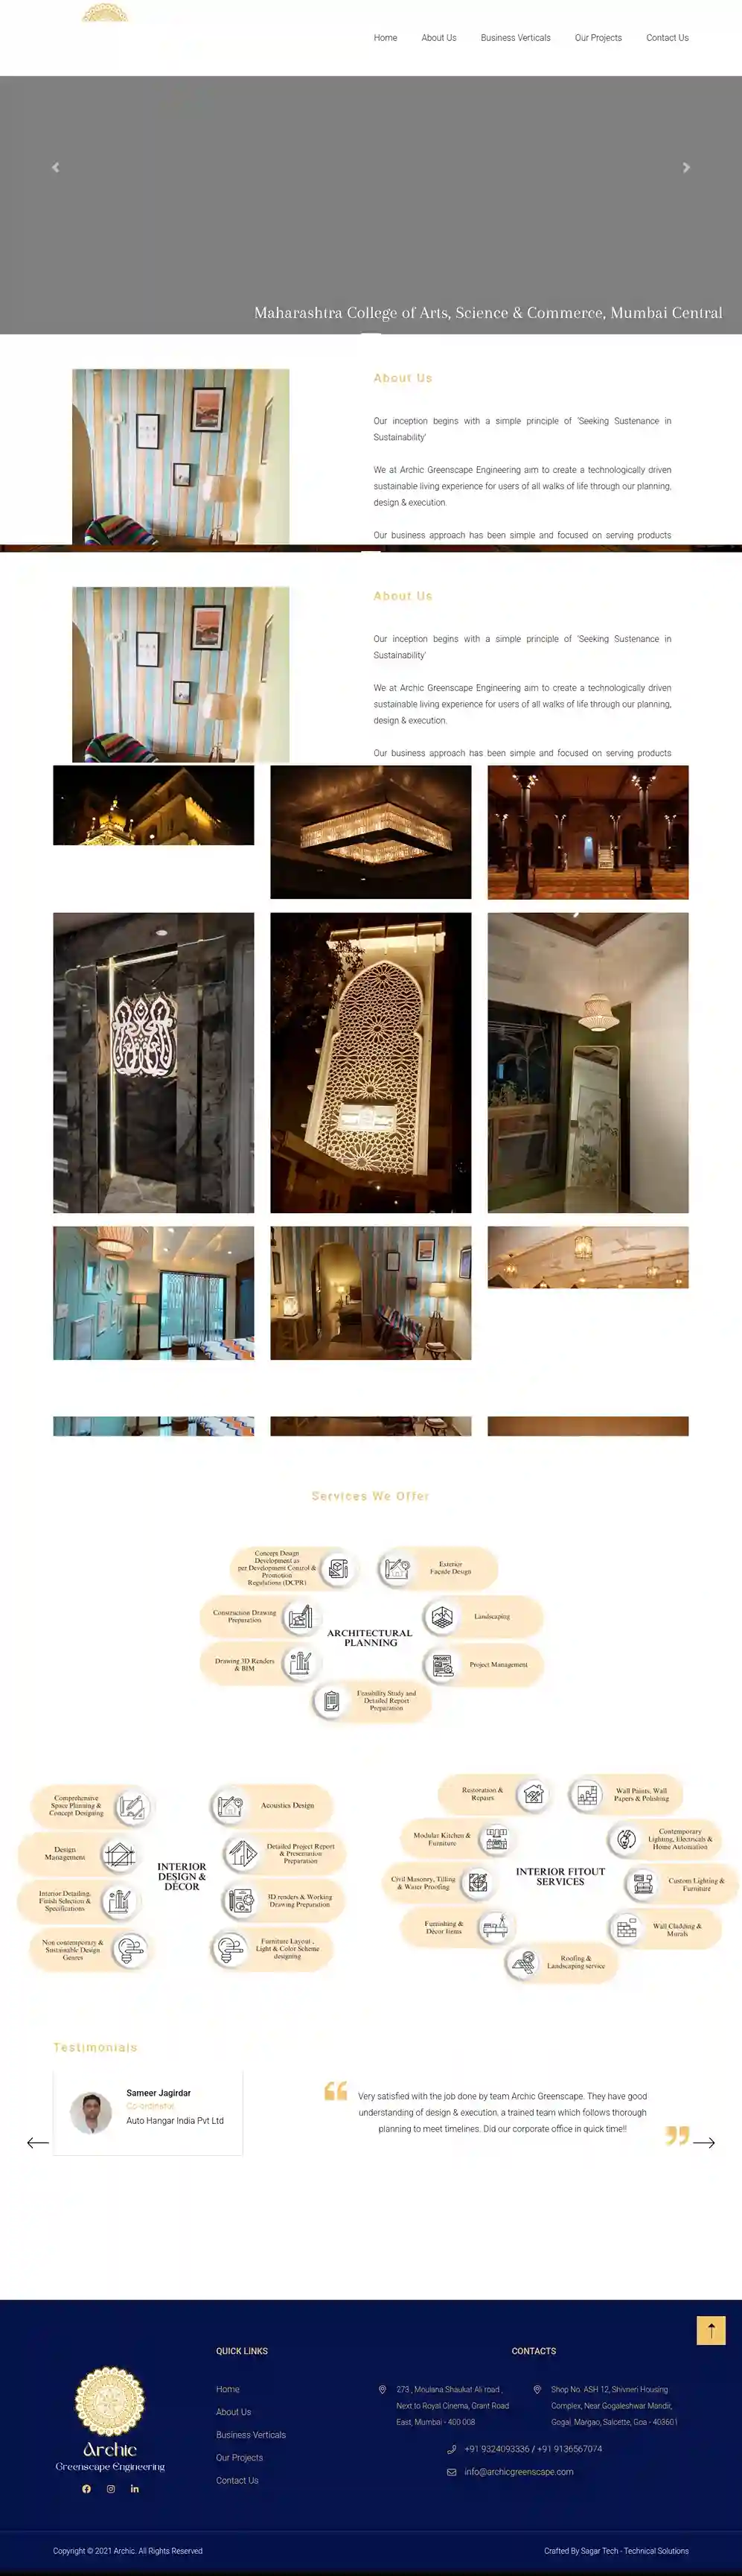 Home About Us Business Verticals Our Projects Contact Us
Maharashtra College of Arts, Science & Commerce, Mumbai Central
About Us
Our inception begins with a simple principle of 'Seeking Sustenance in
Sustainability'
We at Archic Greenscape Engineering aim to create a technologically driven
sustainable living experience for users of all walks of life through our planning,
design & execution.
Our business approach has been simple and focused on serving products
About Us
Our inception begins with a simple principle of 'Seeking Sustenance in
Sustainability'
We at Archic Greenscape Engineering aim to create a technologically driven
sustainable living experience for users of all walks of life through our planning,
design & execution.
Our business approach has been simple and focused on serving products
Services We Offer
Concept Design
Development as
per Development Control &
Promotion
Regulations (DCPR)
Exterior
Facade Design
Construction Drawing
Preparation
Landscaping
ARCHITECTURAL
PLANNING
Drawing 3D Renders
& BIM
Project Management
Feasibility Study and
Detailed Report
Preparation
Comprehensive
Space Planning &
Concept Designing
Acoustics Design
Design
Management
Detailed Project Report
& Presentation
Preparation
INTERIOR
DESIGN &
DÉCOR
Interior Detailing,
Finish Selection &
Specifications
3D renders & Working
Drawing Preparation
Non contemporary &
Sustainable Design
Genres
Furniture Layout ,
Light & Color Scheme
designing
Restoration &
Repairs
Wall Paints, Wall
Papers & Polishing
Modular Kitchen &
Furniture
Contemporary
Lighting, Electricals &
Home Automation
INTERIOR FITOUT
SERVICES
Civil Masonry, Tilling
& Water Proofing
Custom Lighting &
Furniture
Furnishing &
Décor Items
Wall Cladding &
Murals
Roofing &
Landscaping service
Testimonials
Sameer Jagirdar
Co-ordinator
Auto Hangar India Pvt Ltd
Very satisfied with the job done by team Archic Greenscape. They have good
understanding of design & execution, a trained team which follows thorough
planning to meet timelines. Did our corporate office in quick time!!
Archic
Greenscape Engineering
QUICK LINKS
Home
About Us
Business Verticals
Our Projects
Contact Us
CONTACTS
273 , Moulana Shaukat Ali road ,
Next to Royal Cinema, Grant Road
East, Mumbai - 400 008
Shop No. ASH 12, Shivneri Housing
Complex, Near Gogaleshwar Mandir,
Gogal, Margao, Salcette, Goa - 403601
+91 9324093336 / +91 9136567074
info@archicgreenscape.com
Copyright © 2021 Archic. All Rights Reserved
Crafted By Sagar Tech - Technical Solutions